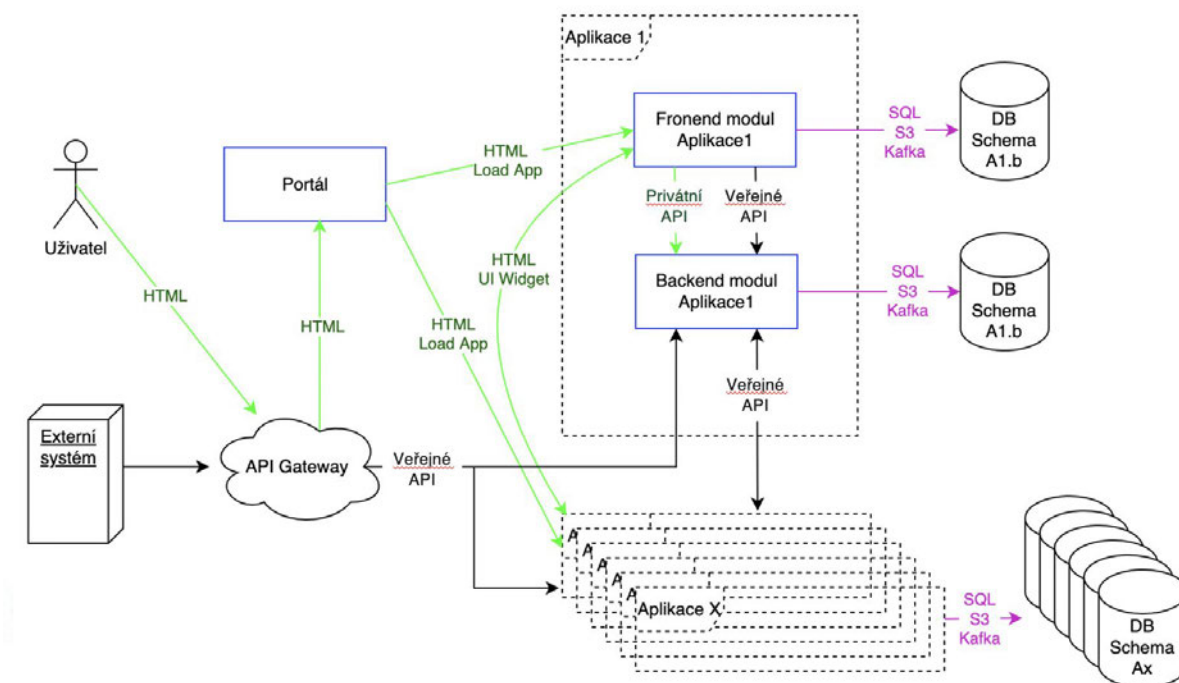 Aplikace 1
Fronend modul
Aplikace1
SQL
S3
Kafka
DB
Schema
A1.b
HTML
Load App
Portál
Privátní
API
Veřejné
API
Uživatel
HTML
UI Widget
Backend modul
Aplikace1
SQL
S3
Kafka
DB
Schema
A1.b
HTML
HTML
HTML
Load App
Veřejné
API
Externí
systém
API Gateway
Veřejné
API
A
A
A
A
A
Aplikace X
SQL
S3
Kafka
DB
Schema
Ax